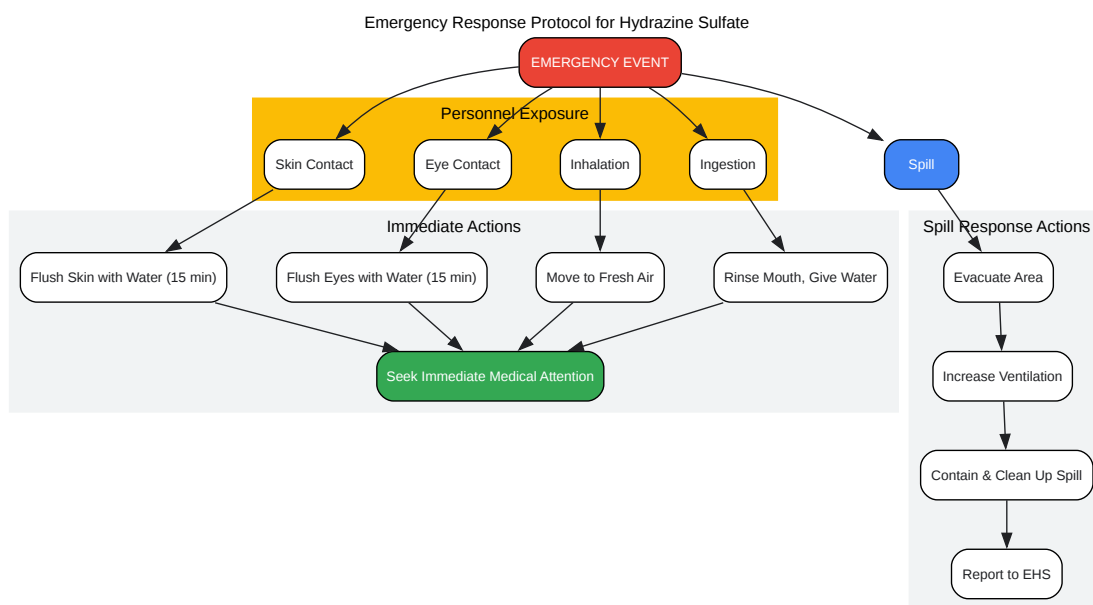 Emergency Response Protocol for Hydrazine Sulfate
EMERGENCY EVENT
Personnel Exposure
Skin Contact
Eye Contact
Inhalation
Ingestion
Spill
Immediate Actions
Spill Response Actions
Flush Skin with Water (15 min)
Flush Eyes with Water (15 min)
Move to Fresh Air
Rinse Mouth, Give Water
Evacuate Area
Seek Immediate Medical Attention
Increase Ventilation
Contain & Clean Up Spill
Report to EHS